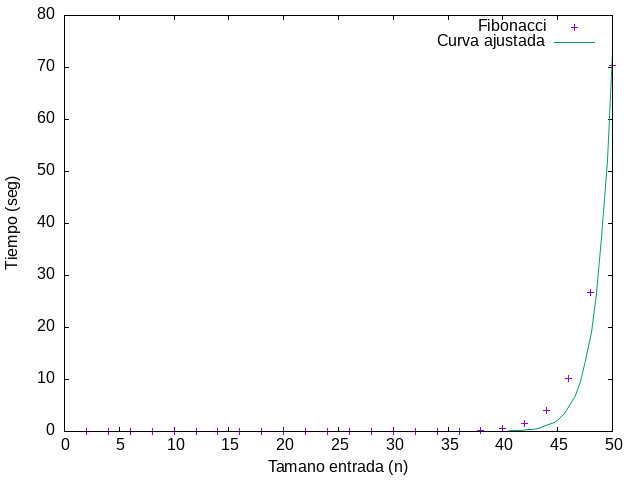 Fibonacci
Curva ajustada
80
70
60
50
40
30
20
10
0
Tiempo (seg)
0 5 10 15 20 25 30 35 40 45 50
Tamano entrada (n)